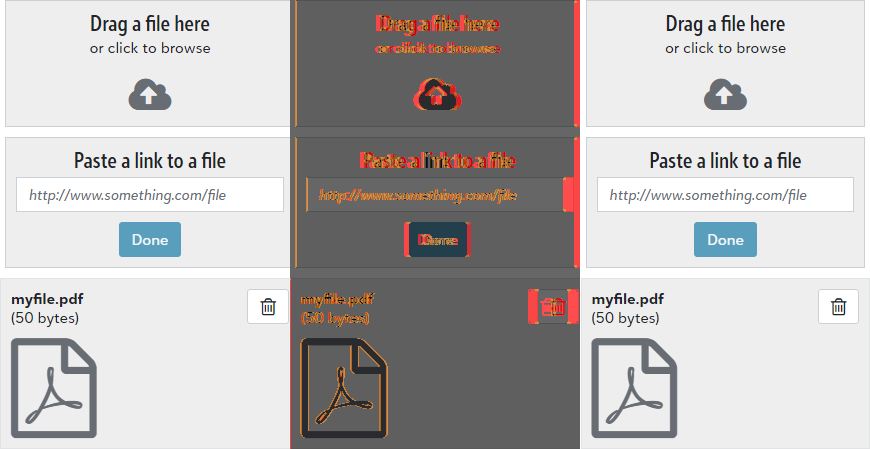 Drag a file here
or click to browse
Paste a link to a file
http://www.something.com/file
Done
myfile.pdf
(50 bytes)
Drag a file here
or click to browse
Paste a link to a file
http://www.something.com/file
Done
myfile.pdf
(50 bytes)
Drag a file here
or click to browse
Paste a link to a file
http://www.something.com/file
Done
myfile.pdf
(50 bytes)